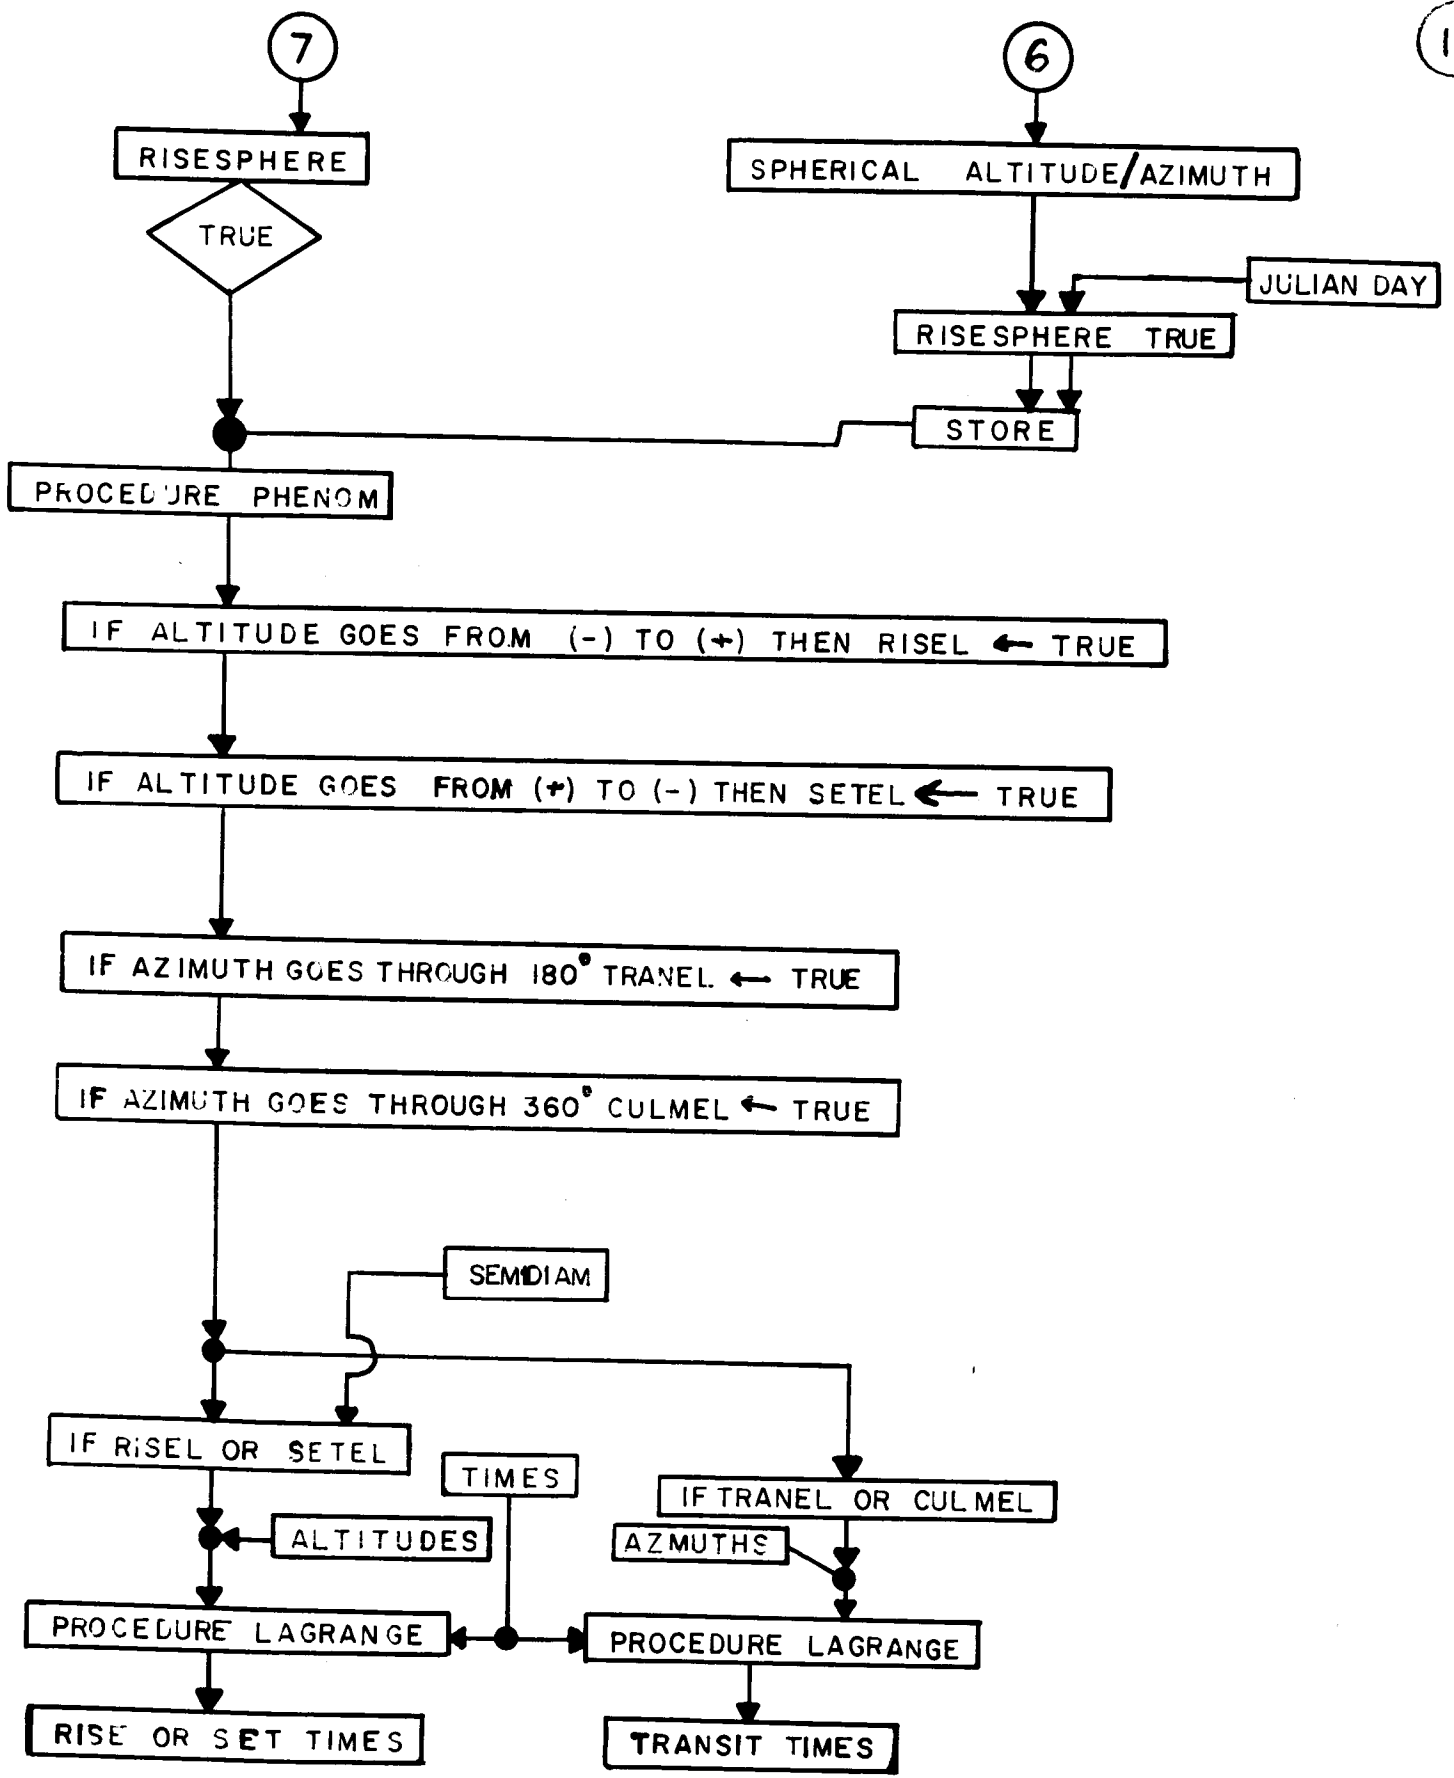 7
6
1
RISESPHERE
SPHERICAL ALTITUDE/AZIMUTH
TRUE
JULIAN DAY
RISESPHERE TRUE
STORE
PROCEDURE PHENOM
IF ALTITUDE GOES FROM (-) TO (+) THEN RISEL ← TRUE
IF ALTITUDE GOES FROM (+) TO (-) THEN SETEL ← TRUE
IF AZIMUTH GOES THROUGH 180° TRANEL ← TRUE
IF AZIMUTH GOES THROUGH 360° CULMEL ← TRUE
SEMIDIAM
IF RISEL OR SETEL
TIMES
IF TRANEL OR CULMEL
ALTITUDES
AZMUTHS
PROCEDURE LAGRANGE
PROCEDURE LAGRANGE
RISE OR SET TIMES
TRANSIT TIMES